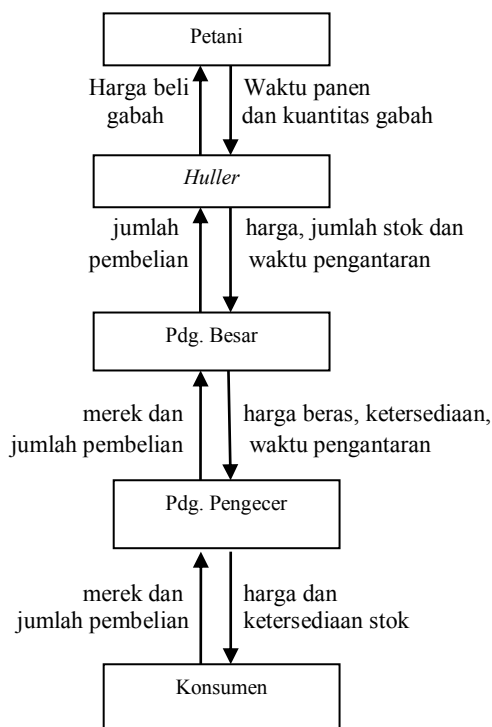 Petani
Harga beli
gabah
Waktu panen
dan kuantitas gabah
Huller
jumlah
pembelian
harga, jumlah stok dan
waktu pengantaran
Pdg. Besar
merek dan
jumlah pembelian
harga beras, ketersediaan,
waktu pengantaran
Pdg. Pengecer
merek dan
jumlah pembelian
harga dan
ketersediaan stok
Konsumen